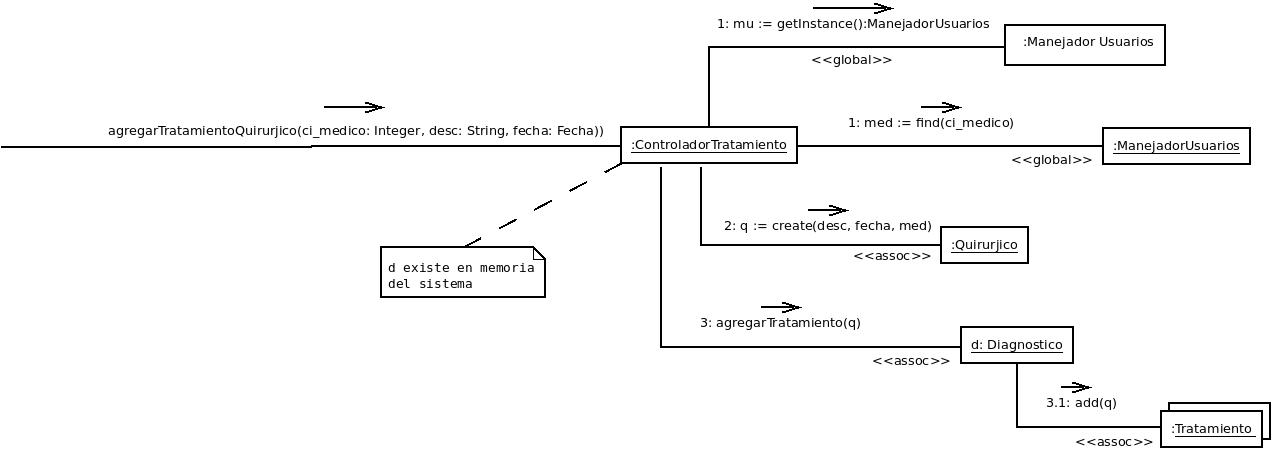 1: mu := getInstance():ManejadorUsuarios
:Manejador Usuarios
<<global>>
agregarTratamientoQuirurjico(ci_medico: Integer, desc: String, fecha: Fecha))
1: med := find(ci_medico)
:ControladorTratamiento
:ManejadorUsuarios
<<global>>
2: q := create(desc, fecha, med)
:Quirurjico
<<assoc>>
d existe en memoria
del sistema
3: agregarTratamiento(q)
d: Diagnostico
<<assoc>>
3.1: add(q)
:Tratamiento
<<assoc>>